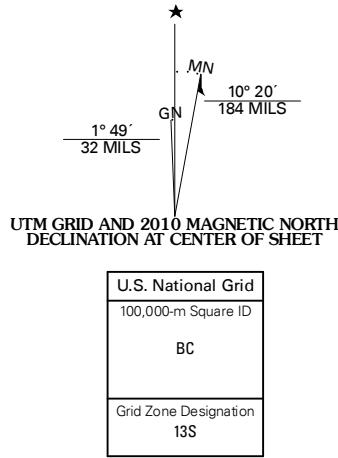 ★
MN
GN
10° 20´
184 MILS
1° 49´
32 MILS
UTM GRID AND 2010 MAGNETIC NORTH
DECLINATION AT CENTER OF SHEET
U.S. National Grid
100,000-m Square ID
BC
Grid Zone Designation
13S